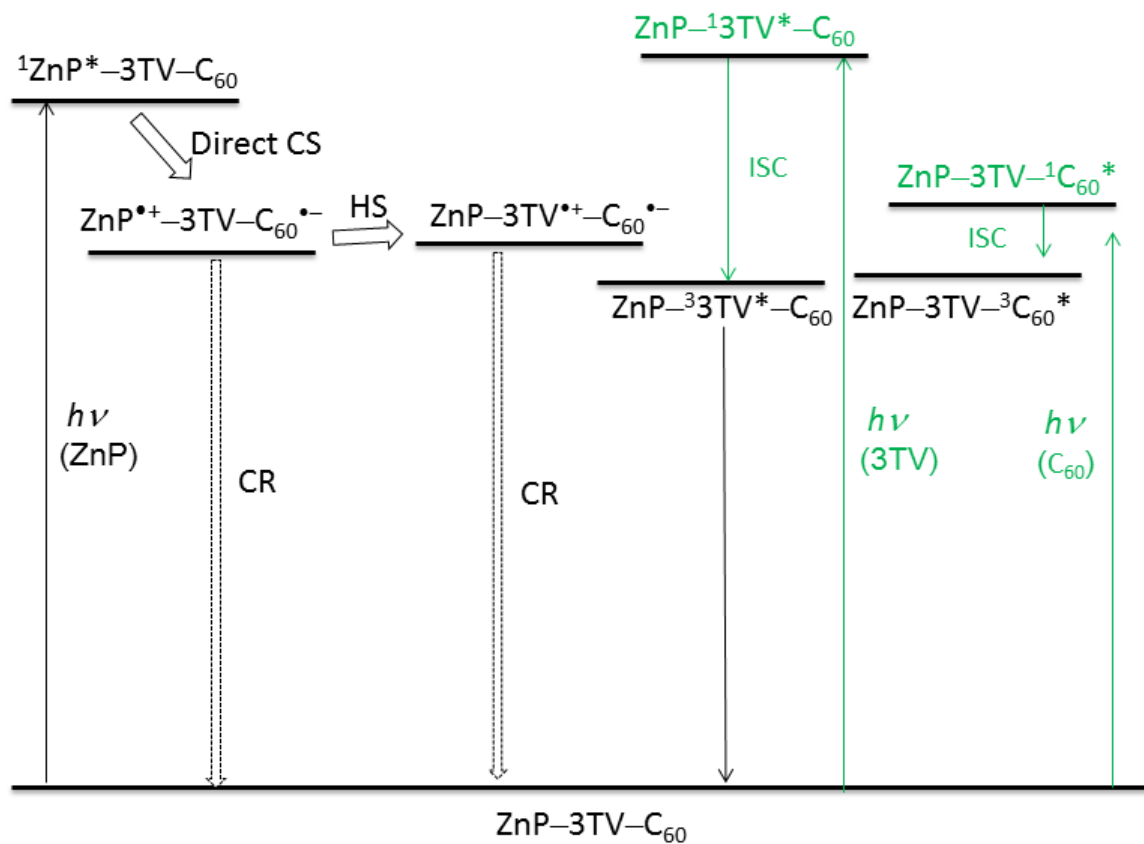 ZnP–¹3TV*–C₆₀
¹ZnP*–3TV–C₆₀
Direct CS
ISC
ZnP–3TV–¹C₆₀*
ZnP•⁺–3TV–C₆₀•⁻
HS
ZnP–3TV•⁺–C₆₀•⁻
ISC
ZnP–³3TV*–C₆₀
ZnP–3TV–³C₆₀*
hν
(ZnP)
hν
(3TV)
hν
(C₆₀)
CR
CR
ZnP–3TV–C₆₀